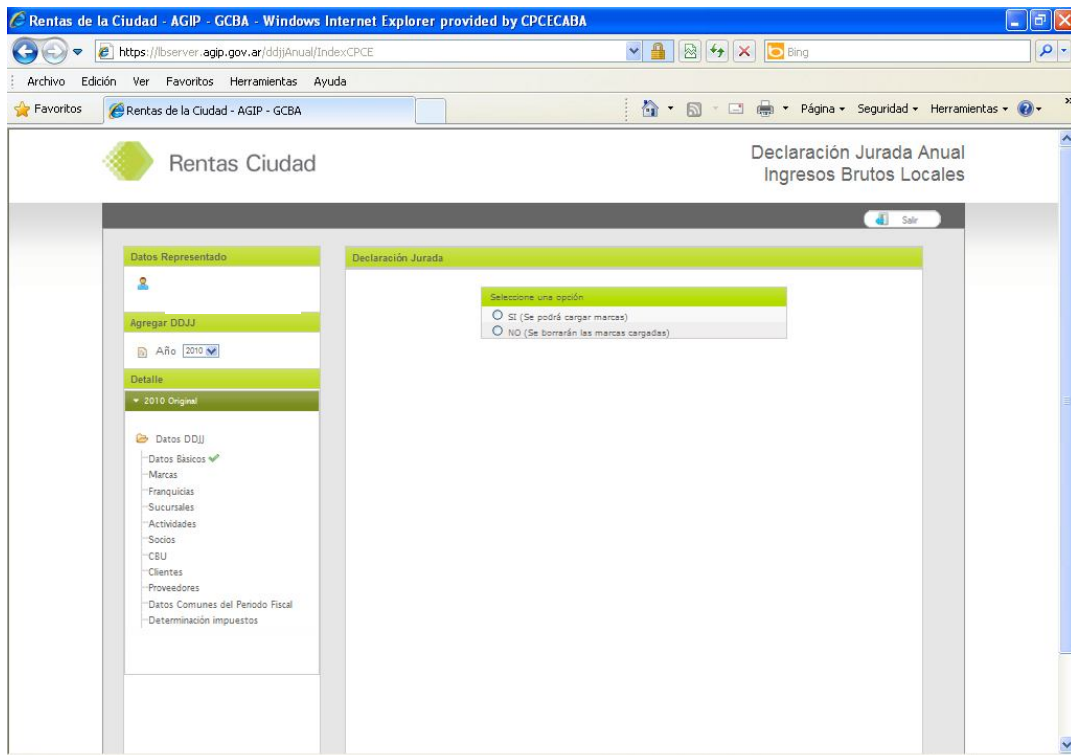 Rentas de la Ciudad - AGIP - GCBA - Windows Internet Explorer provided by CPCECABA
https://lbserver.agip.gov.ar/ddjjAnual/IndexCPCE
Bing
Archivo Edición Ver Favoritos Herramientas Ayuda
Favoritos Rentas de la Ciudad - AGIP - GCBA Página Seguridad Herramientas
Rentas Ciudad
Declaración Jurada Anual
Ingresos Brutos Locales
Salir
Datos Representado
Agregar DDJJ
Año 2010
Detalle
2010 Original
Datos DDJJ
Datos Básicos
Marcas
Franquicias
Sucursales
Actividades
Socios
CBU
Clientes
Proveedores
Datos Comunes del Periodo Fiscal
Determinación impuestos
Declaración Jurada
Seleccione una opción
SI (Se podrá cargar marcas)
NO (Se borrarán las marcas cargadas)